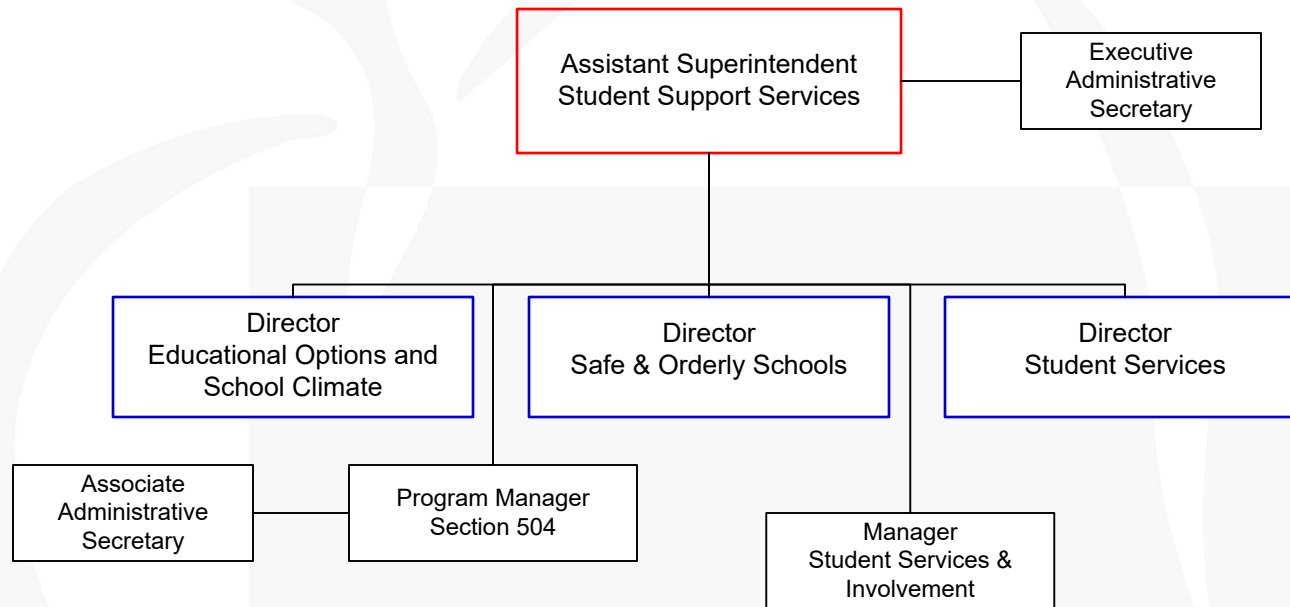 Assistant Superintendent
Student Support Services
Executive
Administrative
Secretary
Director
Educational Options and
School Climate
Director
Safe & Orderly Schools
Director
Student Services
Associate
Administrative
Secretary
Program Manager
Section 504
Manager
Student Services &
Involvement